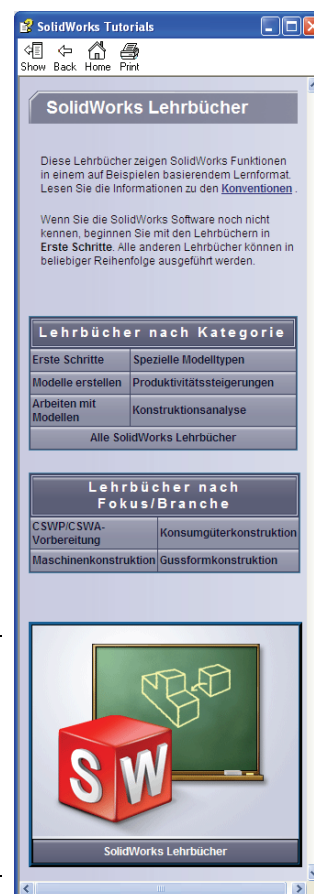 SolidWorks Tutorials
Show Back Home Print
SolidWorks Lehrbücher
Diese Lehrbücher zeigen SolidWorks Funktionen
in einem auf Beispielen basierendem Lernformat.
Lesen Sie die Informationen zu den Konventionen .
Wenn Sie die SolidWorks Software noch nicht
kennen, beginnen Sie mit den Lehrbüchern in
Erste Schritte. Alle anderen Lehrbücher können in
beliebiger Reihenfolge ausgeführt werden.
Lehrbücher nach Kategorie
Erste Schritte Spezielle Modelltypen
Modelle erstellen Produktivitätssteigerungen
Arbeiten mit
Modellen Konstruktionsanalyse
Alle SolidWorks Lehrbücher
Lehrbücher nach
Fokus/Branche
CSWP/CSWA-
Vorbereitung Konsumgüterkonstruktion
Maschinenkonstruktion Gussformkonstruktion
S W
SolidWorks Lehrbücher